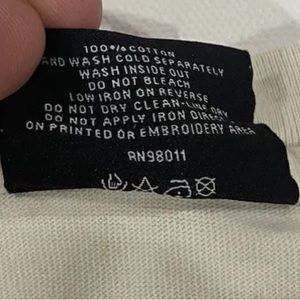 100% COTTON
AND WASH COLD SEPARATELY
WASH INSIDE OUT
DO NOT BLEACH
LOW IRON ON REVERSE
DO NOT DRY CLEAN-LINE DRY
DO NOT APPLY IRON DIRECT
ON PRINTED OR EMBROIDERY AREA
RN98011